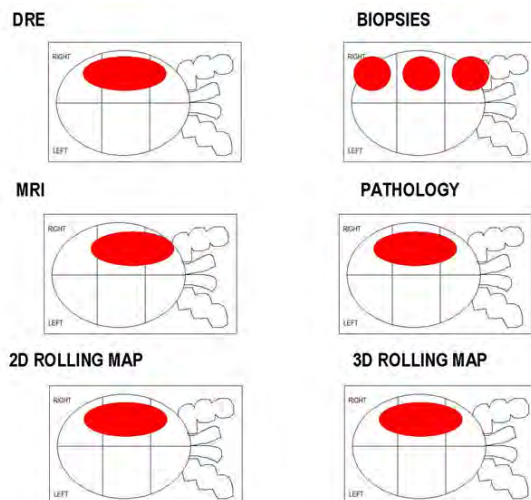 DRE
BIOPSIES
RIGHT
RIGHT
LEFT
LEFT
MRI
PATHOLOGY
RIGHT
RIGHT
LEFT
LEFT
2D ROLLING MAP
3D ROLLING MAP
RIGHT
RIGHT
LEFT
LEFT